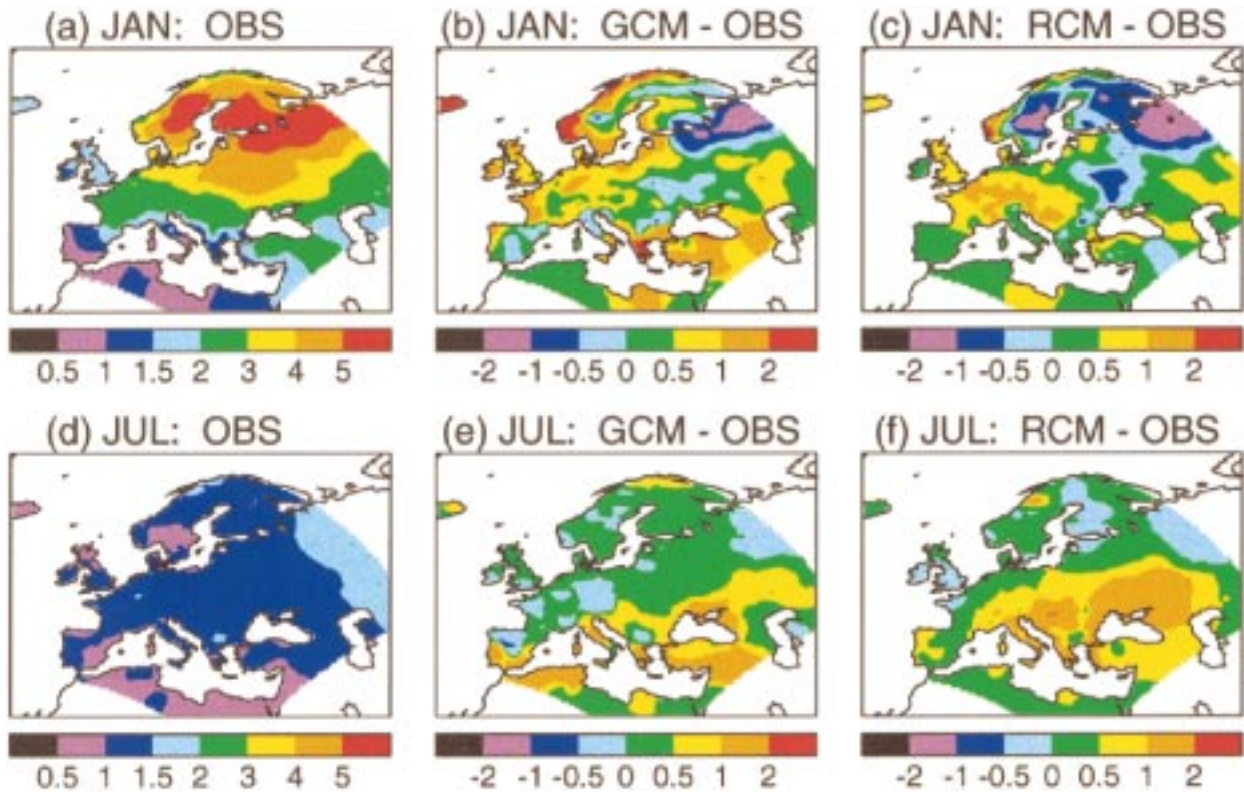 (a) JAN: OBS
(b) JAN: GCM - OBS
(c) JAN: RCM - OBS
0.5 1 1.5 2 3 4 5
-2 -1 -0.5 0 0.5 1 2
-2 -1 -0.5 0 0.5 1 2
(d) JUL: OBS
(e) JUL: GCM - OBS
(f) JUL: RCM - OBS
0.5 1 1.5 2 3 4 5
-2 -1 -0.5 0 0.5 1 2
-2 -1 -0.5 0 0.5 1 2